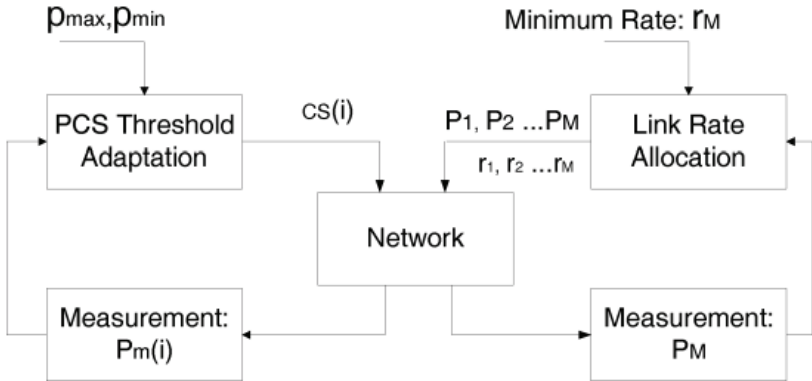 pmax,pmin
Minimum Rate: rM
PCS Threshold
Adaptation
CS(i)
P1, P2 ...PM
r1, r2 ...rM
Link Rate
Allocation
Network
Measurement:
Pm(i)
Measurement:
PM